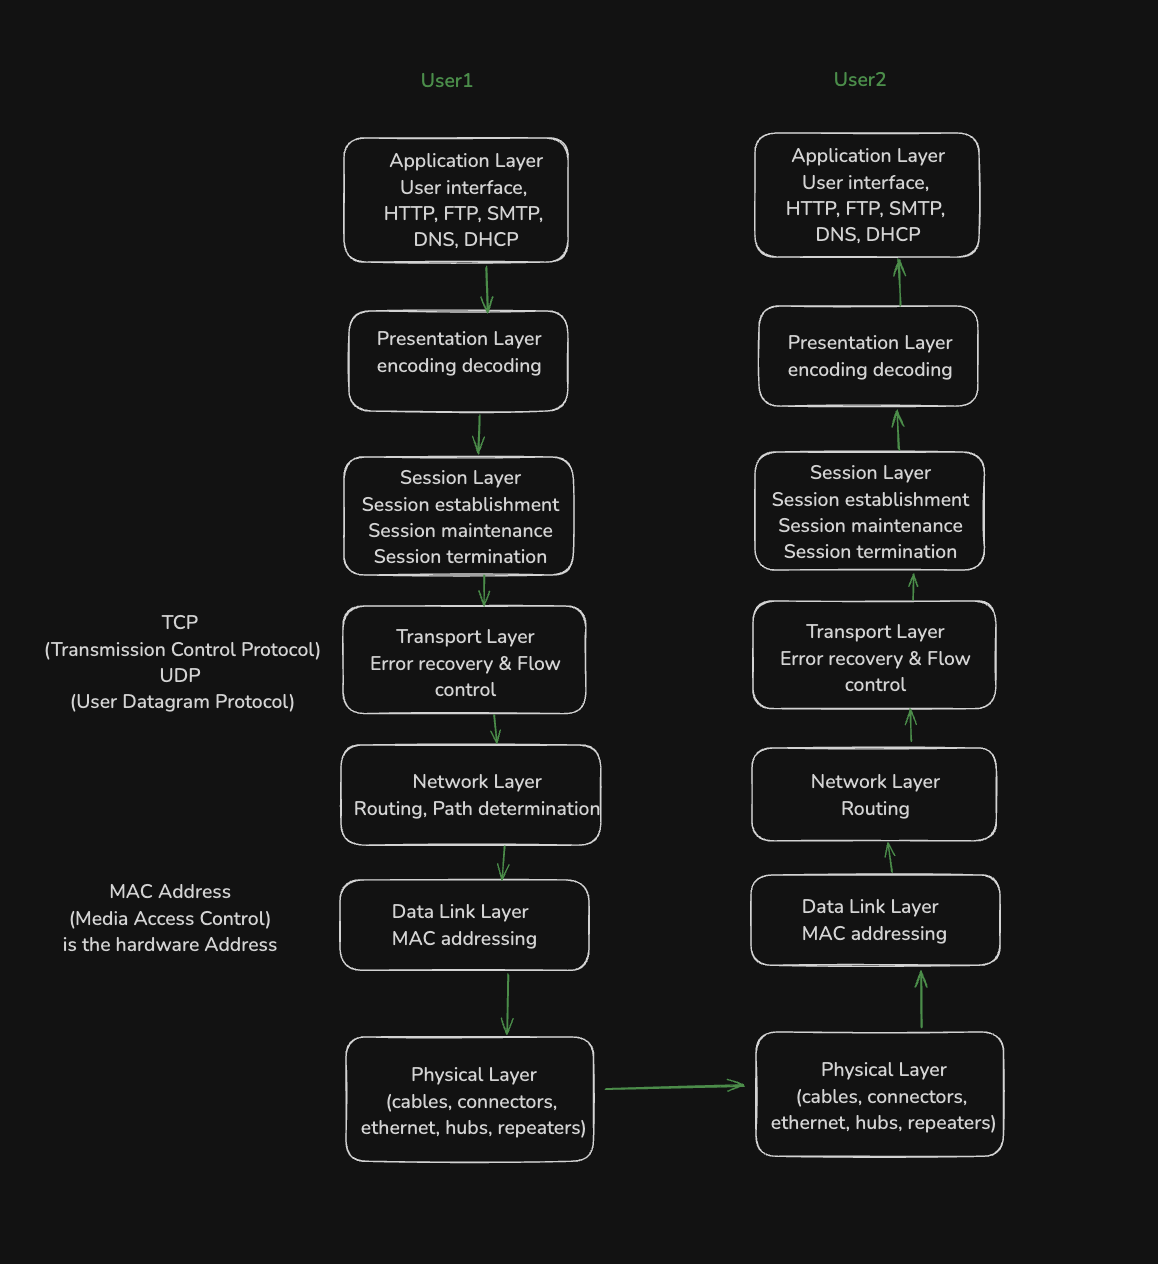 User1
User2
Application Layer
User interface,
HTTP, FTP, SMTP,
DNS, DHCP
Application Layer
User interface,
HTTP, FTP, SMTP,
DNS, DHCP
Presentation Layer
encoding decoding
Presentation Layer
encoding decoding
Session Layer
Session establishment
Session maintenance
Session termination
Session Layer
Session establishment
Session maintenance
Session termination
TCP
(Transmission Control Protocol)
UDP
(User Datagram Protocol)
Transport Layer
Error recovery & Flow
control
Transport Layer
Error recovery & Flow
control
Network Layer
Routing, Path determination
Network Layer
Routing
MAC Address
(Media Access Control)
is the hardware Address
Data Link Layer
MAC addressing
Data Link Layer
MAC addressing
Physical Layer
(cables, connectors,
ethernet, hubs, repeaters)
Physical Layer
(cables, connectors,
ethernet, hubs, repeaters)